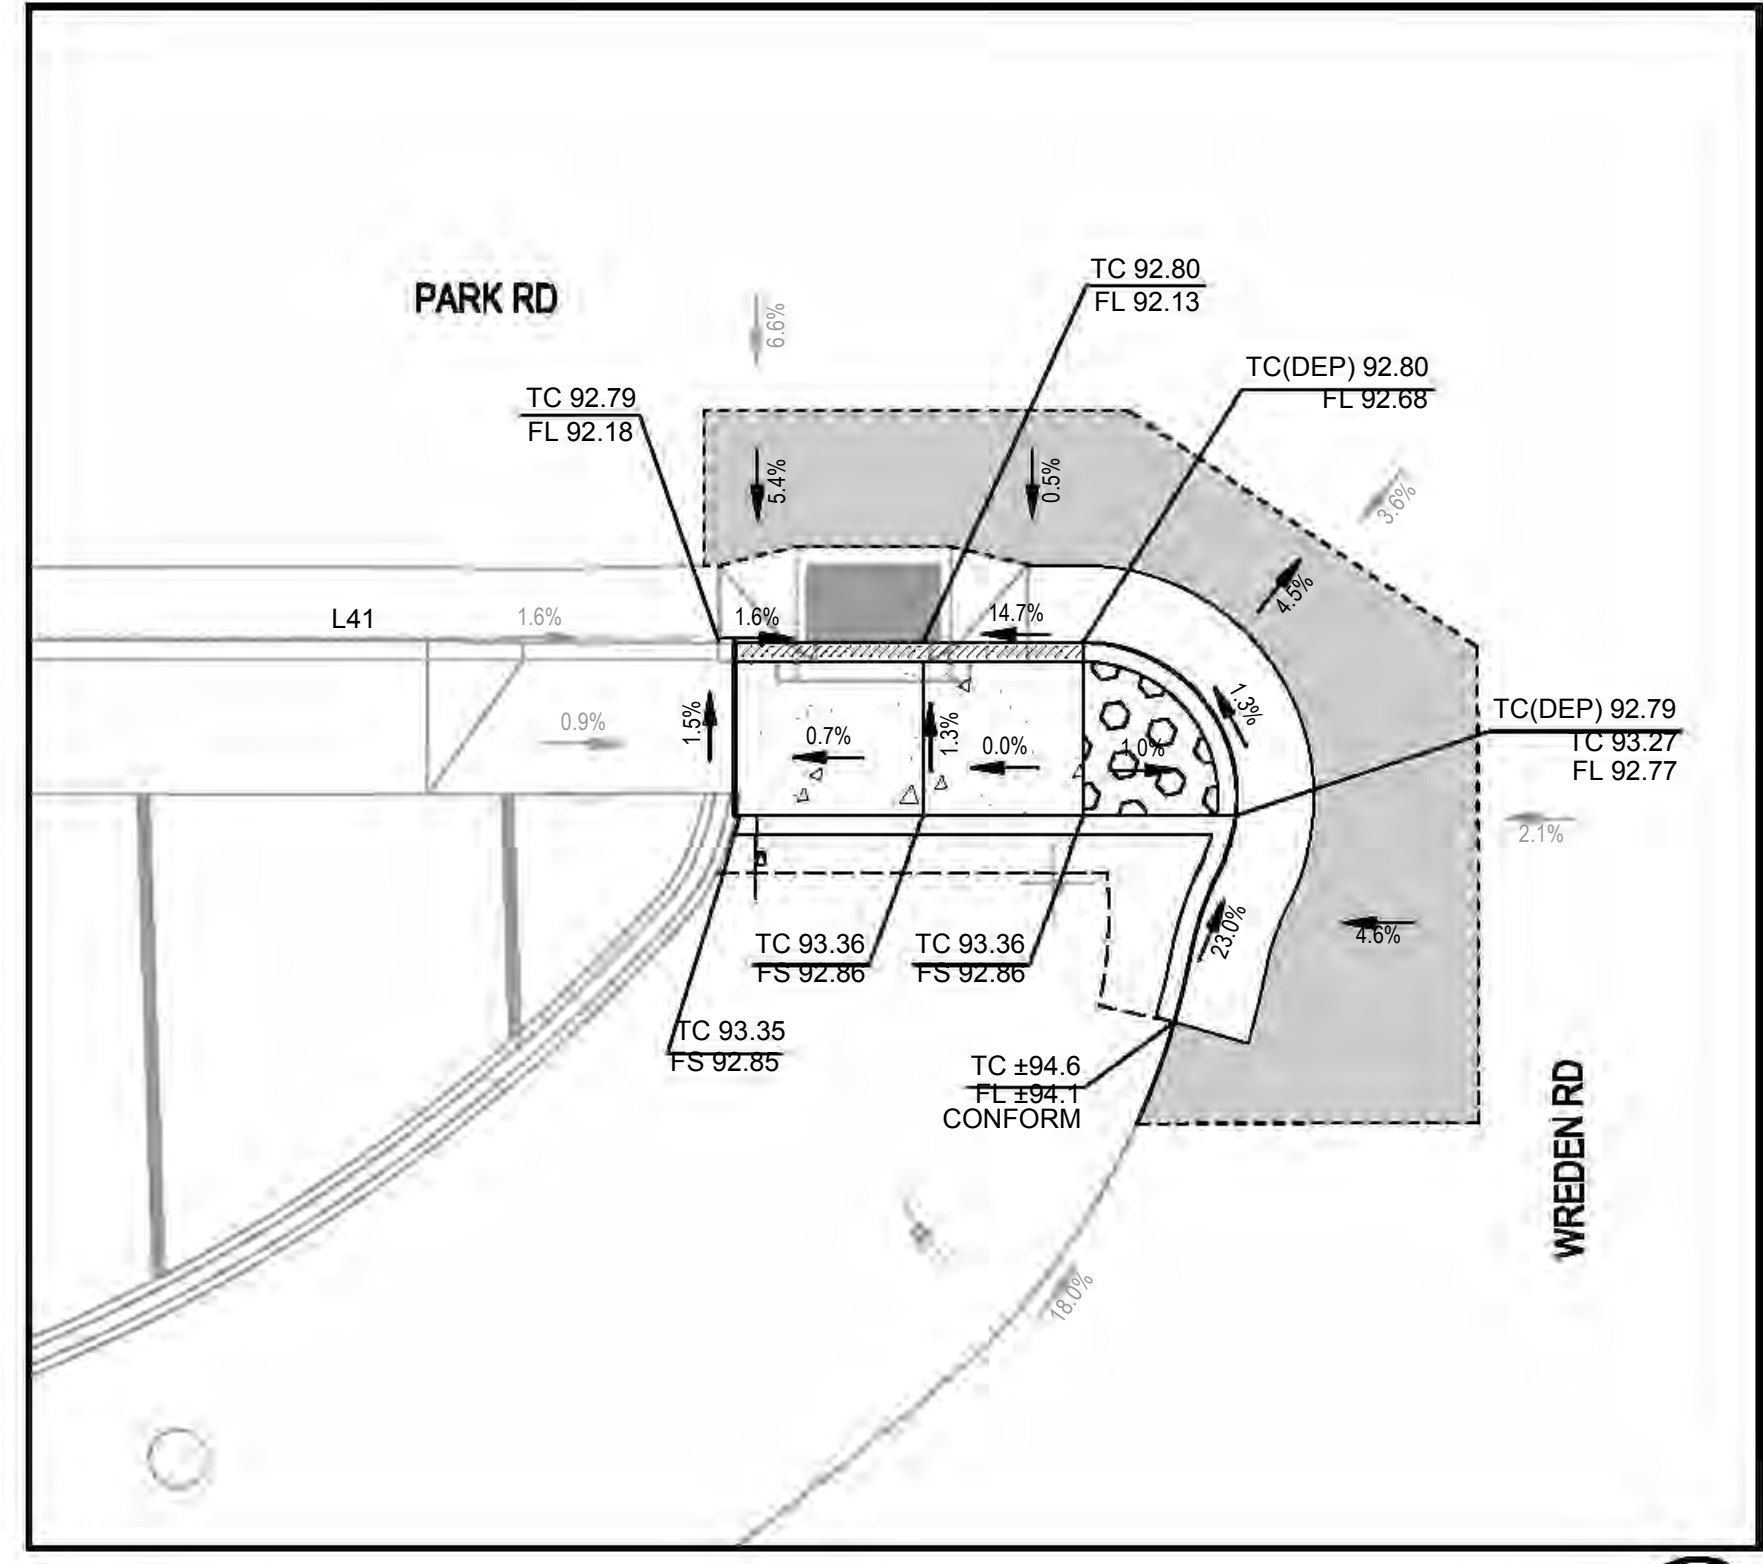 TC 92.80
FL 92.13
PARK RD
6.6%
TC(DEP) 92.80
FL 92.68
TC 92.79
FL 92.18
5.4%
0.5%
3.6%
4.5%
L41
1.6%
1.6%
14.7%
1.3%
TC(DEP) 92.79
TC 93.27
FL 92.77
0.9%
1.5%
0.7%
1.3%
0.0%
1.0%
2.1%
4.6%
23.0%
TC 93.36
FS 92.86
TC 93.36
FS 92.86
TC 93.35
FS 92.85
TC ±94.6
FL ±94.1
CONFORM
WREDEN RD
18.0%